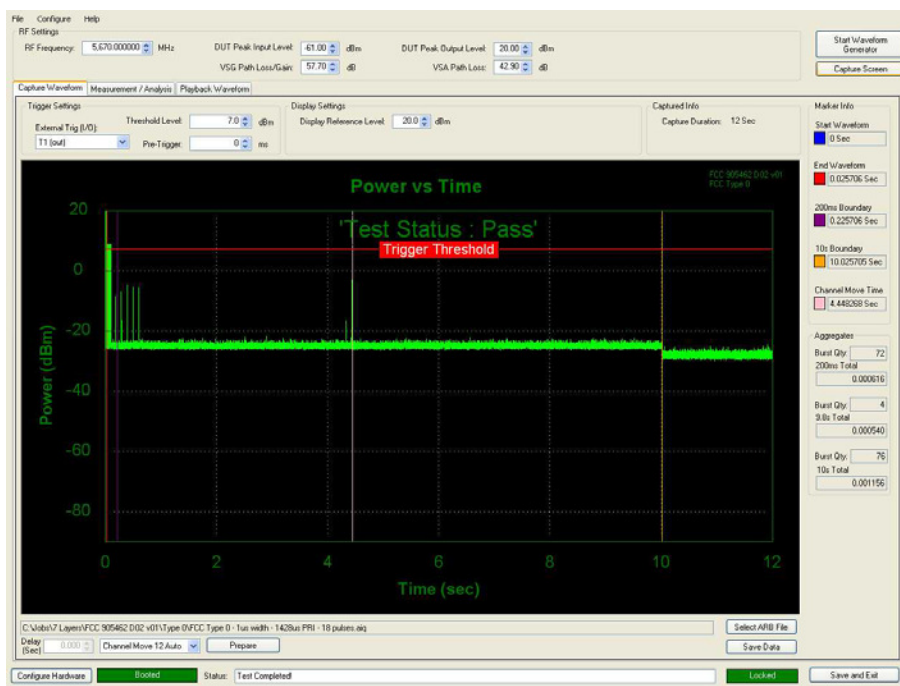 File Configure Help
RF Settings
RF Frequency: 5,670.000000 MHz
DUT Peak Input Level: -61.00 dBm
DUT Peak Output Level: 20.00 dBm
VSG Path Loss/Gain: 57.70 dB
VSA Path Loss: 42.90 dB
Start Waveform Generator
Capture Screen
Capture Waveform Measurement / Analysis Playback Waveform
Trigger Settings
External Trig (I/O):
T1 (out)
Threshold Level: 7.0 dBm
Pre-Trigger: 0 ms
Display Settings
Display Reference Level: 20.0 dBm
Captured Info
Capture Duration: 12 Sec
Marker Info
Start Waveform
0 Sec
End Waveform
0.025706 Sec
200ms Boundary
0.225706 Sec
10s Boundary
10.025705 Sec
Channel Move Time
4.448268 Sec
Aggregates
Burst Qty: 72
200ms Total
0.000616
Burst Qty: 4
9.8s Total
0.000540
Burst Qty: 76
10s Total
0.001156
FCC 905462 D02 v01
FCC Type 0
Power vs Time
'Test Status : Pass'
Trigger Threshold
Power (dBm)
20
0
-20
-40
-60
-80
0 2 4 6 8 10 12
Time (sec)
C:\Jobs\7 Layers\FCC 905462 D02 v01\Type 0\FCC Type 0 - 1us width - 1428us PRI - 18 pulses.aiq
Select ARB File
Delay (Sec) 0.000
Channel Move 12 Auto
Prepare
Save Data
Configure Hardware
Booted
Status: Test Completed!
Locked
Save and Exit